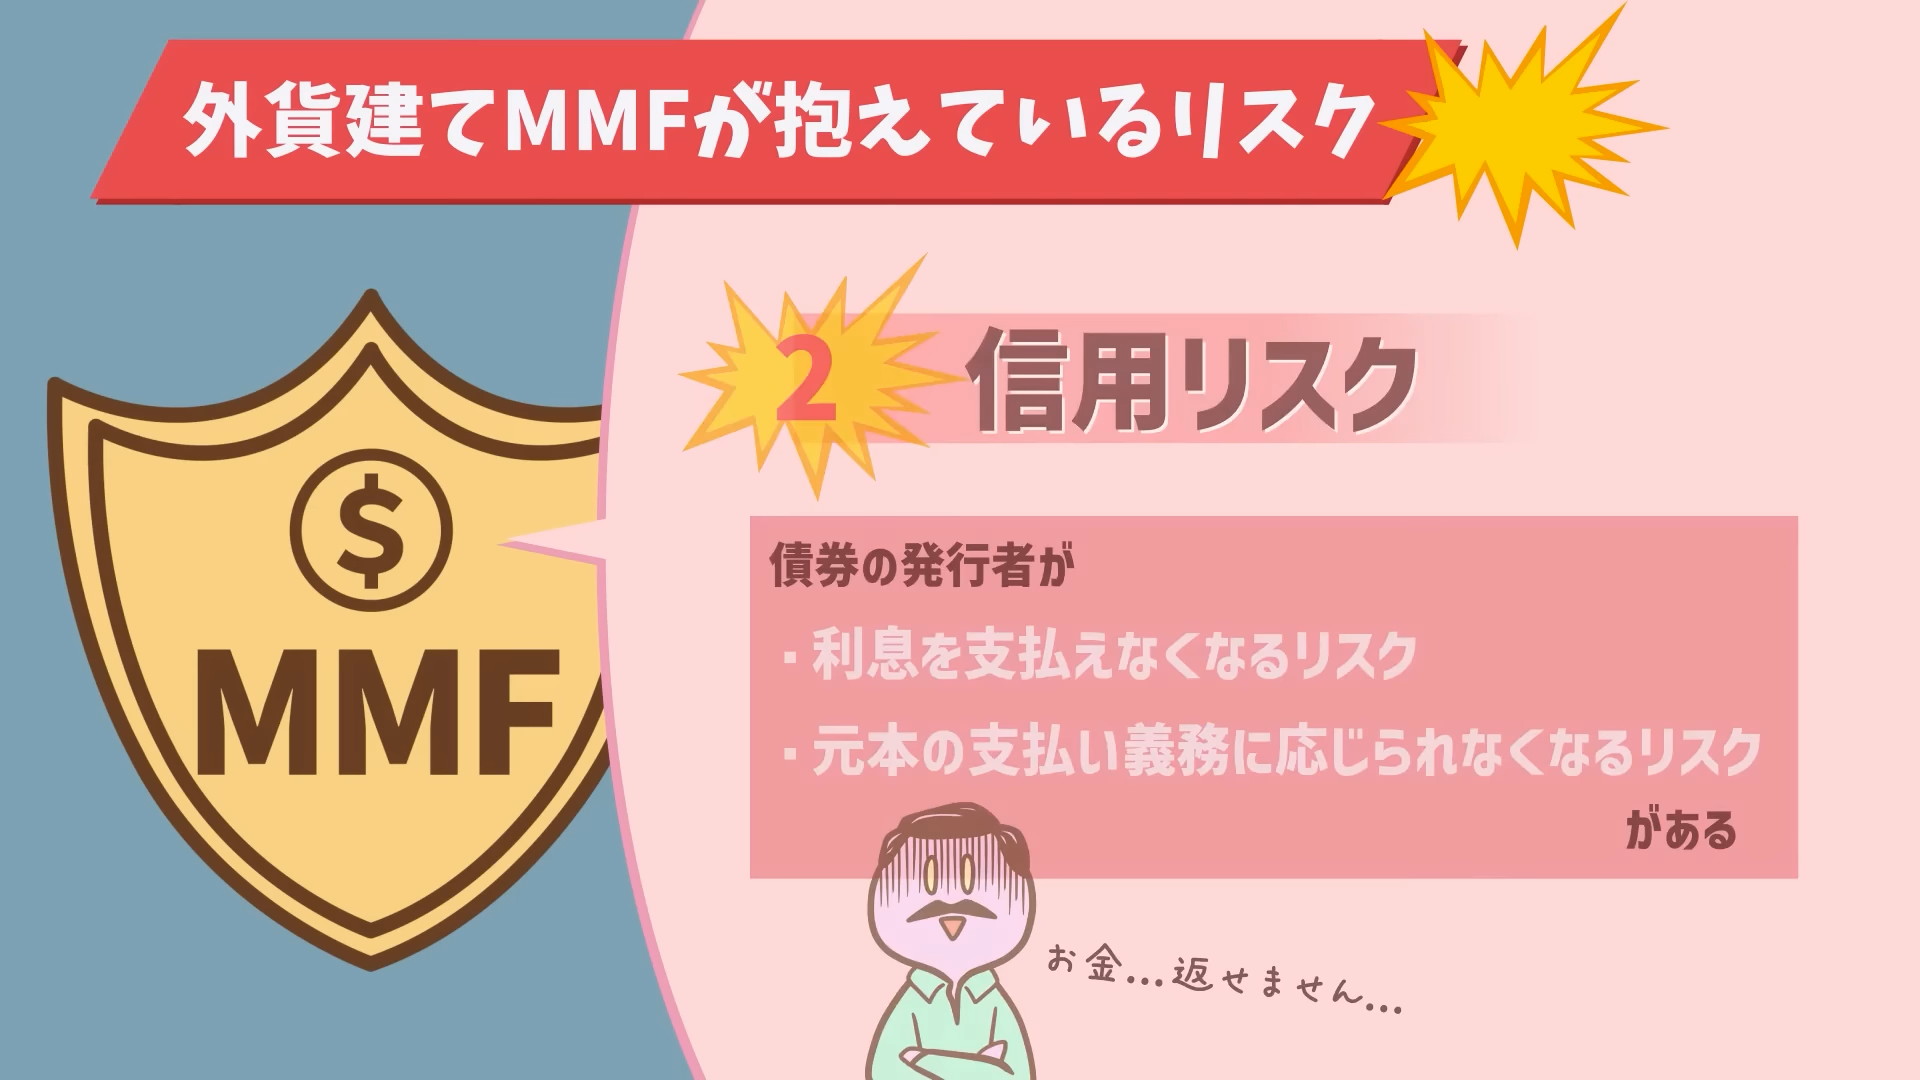 外貨建てMMFが抱えているリスク
2 信用リスク
$
MMF
債券の発行者が
・利息を支払えなくなるリスク
・元本の支払い義務に応じられなくなるリスク
がある
お金...返せません...